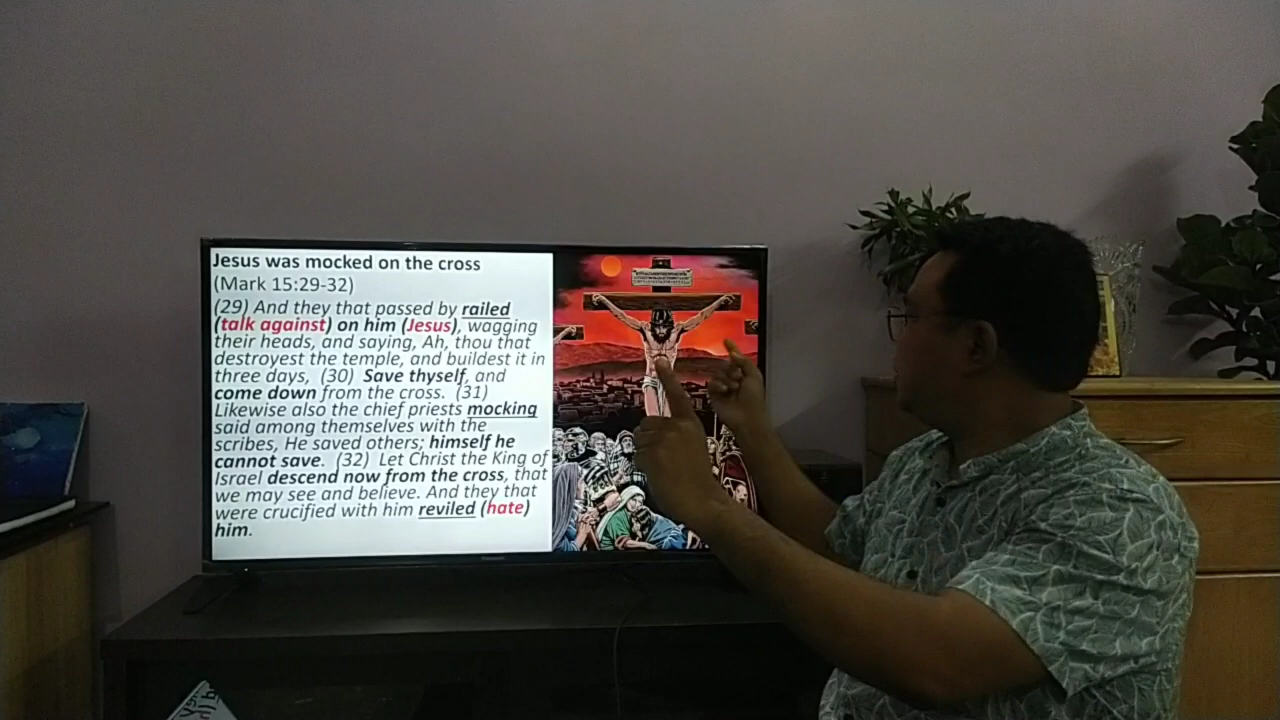 Jesus was mocked on the cross
(Mark 15:29-32)
(29) And they that passed by railed
(talk against) on him (Jesus), wagging
their heads, and saying, Ah, thou that
destroyest the temple, and buildest it in
three days,  (30)  Save thyself, and
come down from the cross.  (31)
Likewise also the chief priests mocking
said among themselves with the
scribes, He saved others; himself he
cannot save.  (32)  Let Christ the King of
Israel descend now from the cross, that
we may see and believe. And they that
were crucified with him reviled (hate)
him.